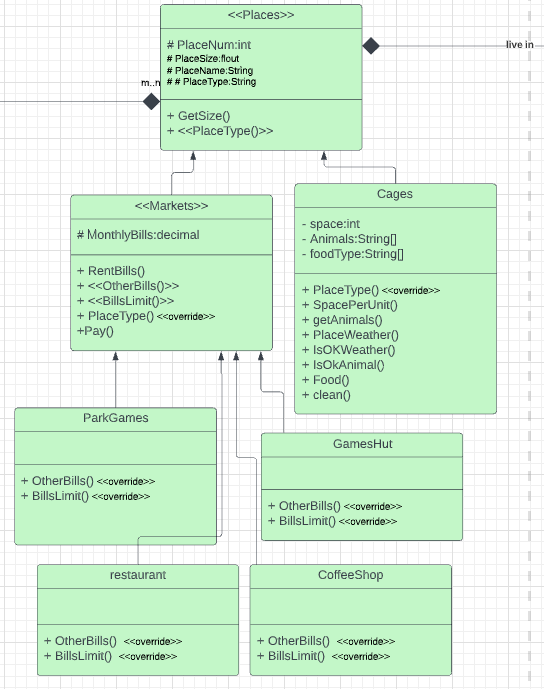 <<Places>>
# PlaceNum:int
# PlaceSize:flout
# PlaceName:String
# # PlaceType:String
+ GetSize()
+ <<PlaceType()>>
live in
m..n
<<Markets>>
# MonthlyBills:decimal
+ RentBills()
+ <<OtherBills()>>
+ <<BillsLimit()>>
+ PlaceType() <<override>>
+Pay()
Cages
- space:int
- Animals:String[]
- foodType:String[]
+ PlaceType() <<override>>
+ SpacePerUnit()
+ getAnimals()
+ PlaceWeather()
+ IsOKWeather()
+ IsOkAnimal()
+ Food()
+ clean()
ParkGames
+ OtherBills() <<override>>
+ BillsLimit() <<override>>
GamesHut
+ OtherBills() <<override>>
+ BillsLimit() <<override>>
restaurant
+ OtherBills() <<override>>
+ BillsLimit() <<override>>
CoffeeShop
+ OtherBills() <<override>>
+ BillsLimit() <<override>>